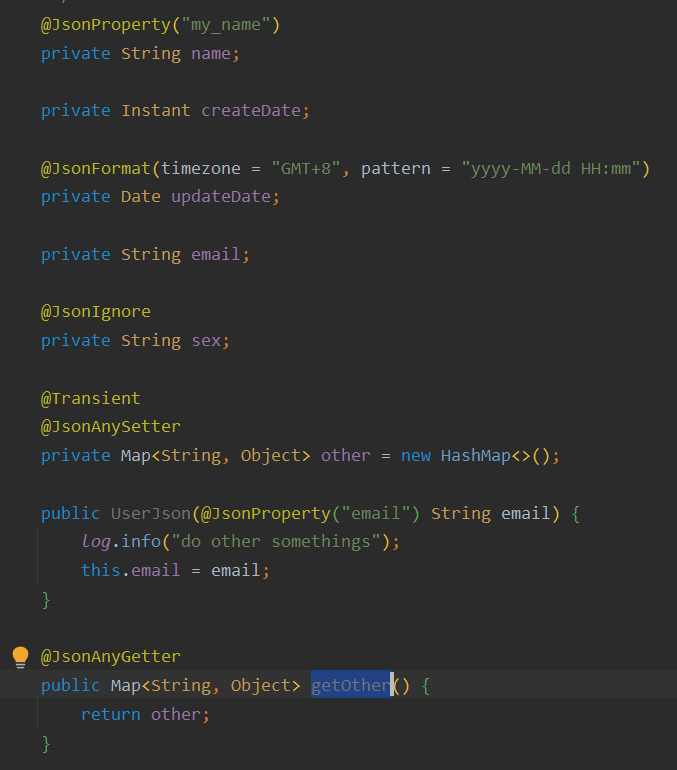 @JsonProperty("my_name")
private String name;
private Instant createDate;
@JsonFormat(timezone = "GMT+8", pattern = "yyyy-MM-dd HH:mm")
private Date updateDate;
private String email;
@JsonIgnore
private String sex;
@Transient
@JsonAnySetter
private Map<String, Object> other = new HashMap<>();
public UserJson(@JsonProperty("email") String email) {
log.info("do other somethings");
this.email = email;
}
@JsonAnyGetter
public Map<String, Object> getOther() {
return other;
}